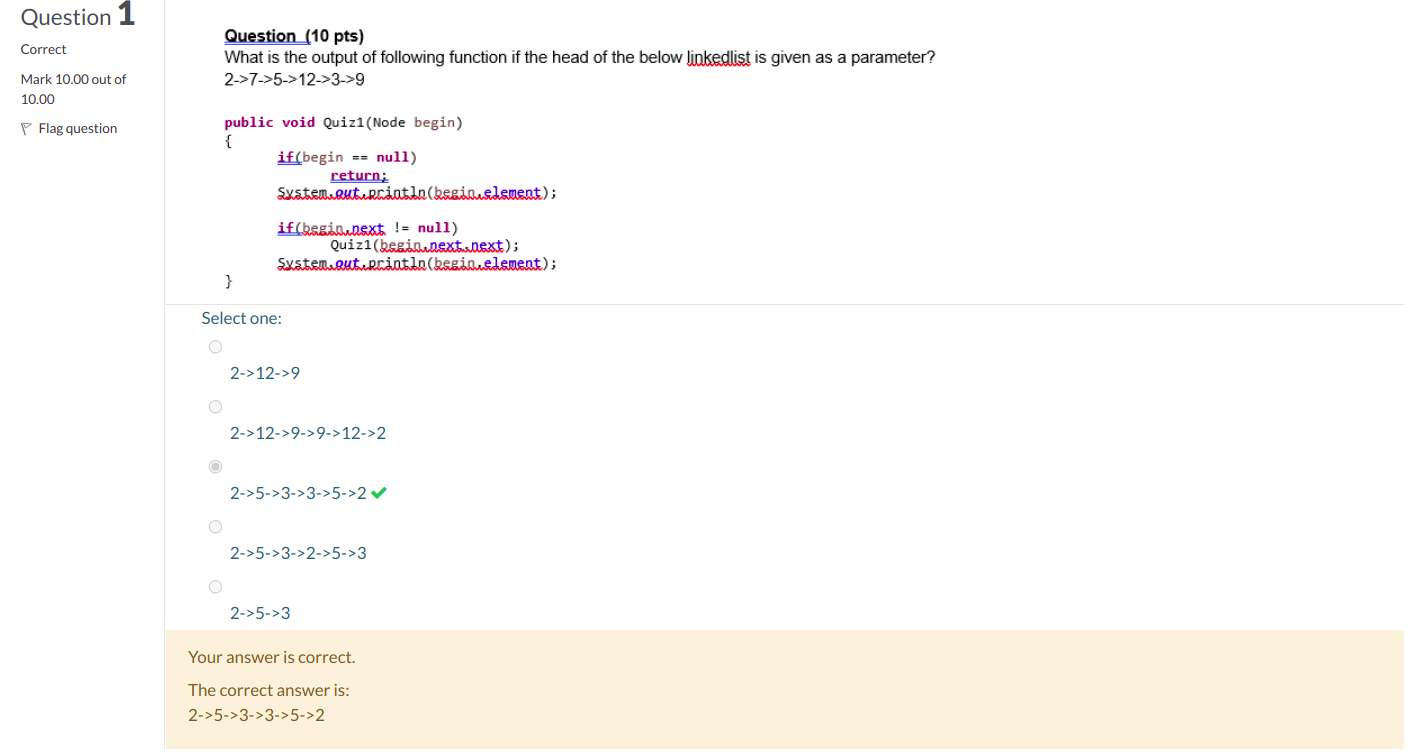 Question 1
Correct
Mark 10.00 out of
10.00
Flag question
Question (10 pts)
What is the output of following function if the head of the below linkedlist is given as a parameter?
2->7->5->12->3->9
public void Quiz1(Node begin)
{
if(begin == null)
return;
System.out.println(begin.element);
if(begin.next != null)
Quiz1(begin.next.next);
System.out.println(begin.element);
}
Select one:
2->12->9
2->12->9->9->12->2
2->5->3->3->5->2
2->5->3->2->5->3
2->5->3
Your answer is correct.
The correct answer is:
2->5->3->3->5->2